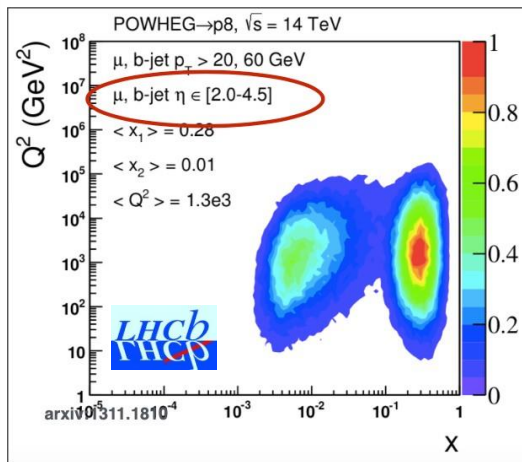 POWHEG→p8, √s = 14 TeV
μ, b-jet p_T > 20, 60 GeV
μ, b-jet η ∈ [2.0-4.5]
< x₁ > = 0.28
< x₂ > = 0.01
< Q² > = 1.3e3
Q² (GeV²)
10⁸
10⁷
10⁶
10⁵
10⁴
10³
10²
10
1
LHCb
LHCp
arxiv:1311.1810
10⁻⁵ 10⁻³ 10⁻² 10⁻¹ 1
x
1
0.8
0.6
0.4
0.2
0